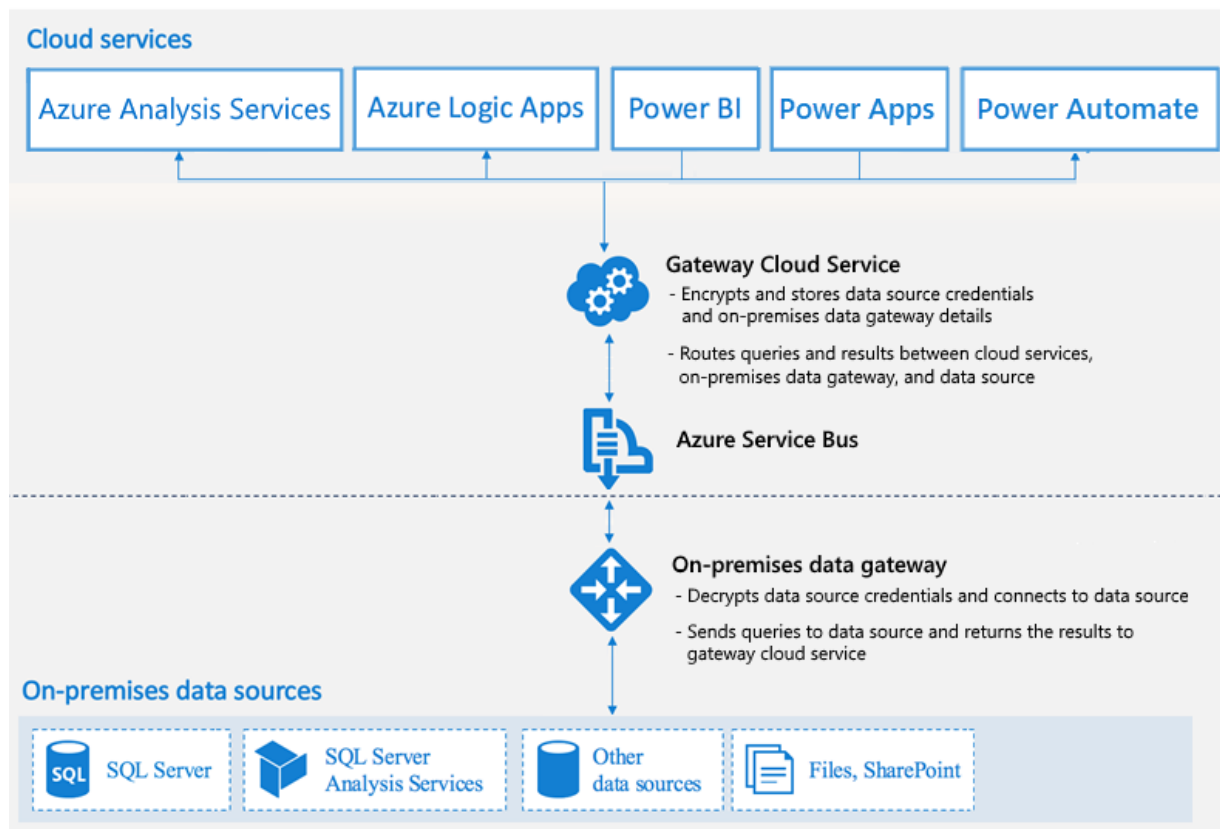 Cloud services
Azure Analysis Services
Azure Logic Apps
Power BI
Power Apps
Power Automate
Gateway Cloud Service
- Encrypts and stores data source credentials
and on-premises data gateway details
- Routes queries and results between cloud services,
on-premises data gateway, and data source
Azure Service Bus
On-premises data gateway
- Decrypts data source credentials and connects to data source
- Sends queries to data source and returns the results to
gateway cloud service
On-premises data sources
SQL
SQL Server
SQL Server
Analysis Services
Other
data sources
Files, SharePoint